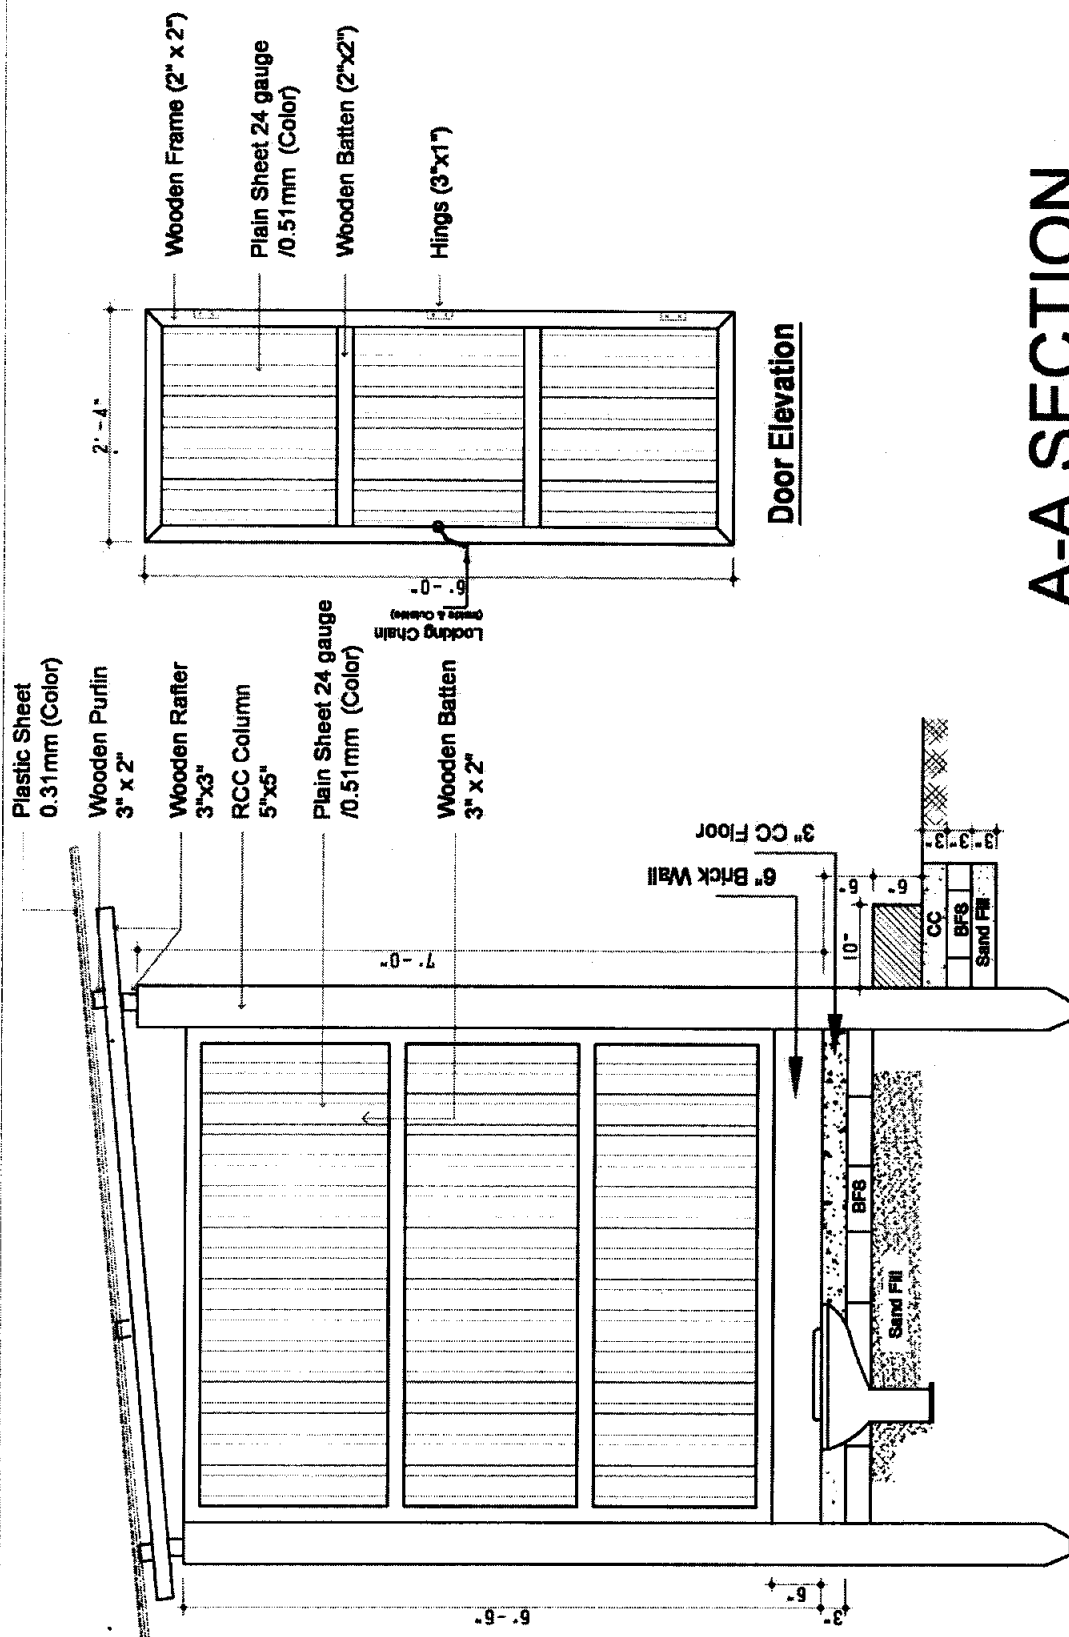 Plastic Sheet
0.31mm (Color)
Wooden Purlin
3" x 2"
Wooden Rafter
3"x3"
RCC Column
5"x5"
Plain Sheet 24 gauge
/0.51mm (Color)
Wooden Batten
3" x 2"
7'-0"
6'-6"
6"
3"
6" Brick Wall
3" CC Floor
6"
6"
10"
3"
3"
3"
CC
BFS
Sand Fill
BFS
Sand Fill
2'-4"
Wooden Frame (2" x 2")
Plain Sheet 24 gauge
/0.51mm (Color)
Wooden Batten (2"x2")
Hings (3"x1")
6'-0"
Locking Chain
(Inside & Outside)
Door Elevation
A-A SECTION